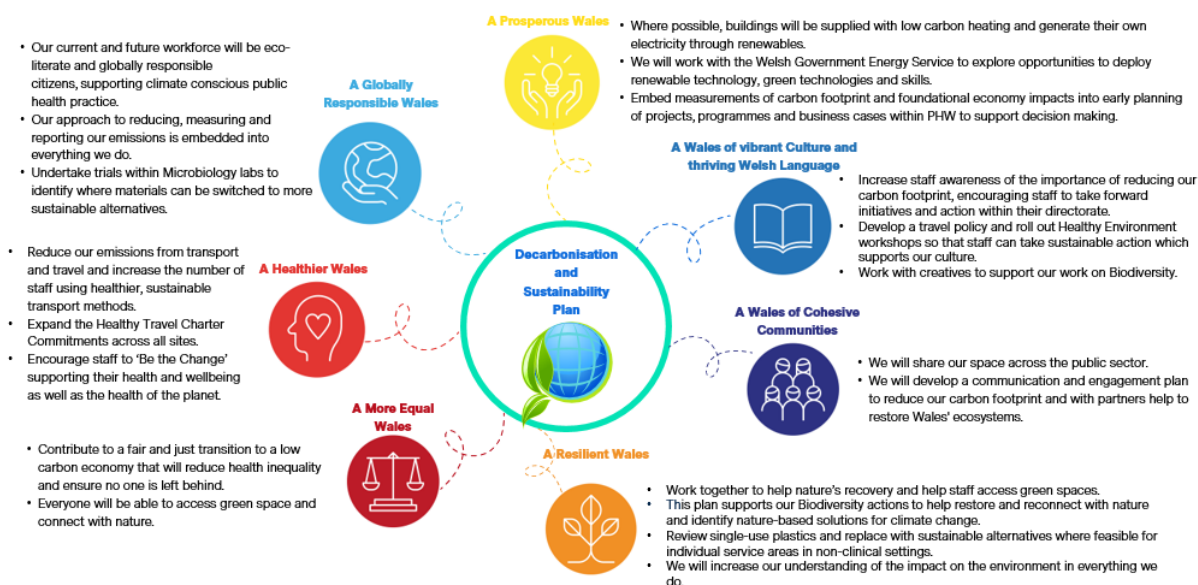 A Prosperous Wales
• Where possible, buildings will be supplied with low carbon heating and generate their own
electricity through renewables.
• We will work with the Welsh Government Energy Service to explore opportunities to deploy
renewable technology, green technologies and skills.
• Embed measurements of carbon footprint and foundational economy impacts into early planning
of projects, programmes and business cases within PHW to support decision making.
A Wales of vibrant Culture and
thriving Welsh Language
• Increase staff awareness of the importance of reducing our
carbon footprint, encouraging staff to take forward
initiatives and action within their directorate.
• Develop a travel policy and roll out Healthy Environment
workshops so that staff can take sustainable action which
supports our culture.
• Work with creatives to support our work on Biodiversity.
A Wales of Cohesive
Communities
• We will share our space across the public sector.
• We will develop a communication and engagement plan
to reduce our carbon footprint and with partners help to
restore Wales' ecosystems.
A Resilient Wales
• Work together to help nature's recovery and help staff access green spaces.
• This plan supports our Biodiversity actions to help restore and reconnect with nature
and identify nature-based solutions for climate change.
• Review single-use plastics and replace with sustainable alternatives where feasible for
individual service areas in non-clinical settings.
• We will increase our understanding of the impact on the environment in everything we
do.
A More Equal
Wales
• Contribute to a fair and just transition to a low
carbon economy that will reduce health inequality
and ensure no one is left behind.
• Everyone will be able to access green space and
connect with nature.
A Healthier Wales
• Reduce our emissions from transport
and travel and increase the number of
staff using healthier, sustainable
transport methods.
• Expand the Healthy Travel Charter
Commitments across all sites.
• Encourage staff to 'Be the Change'
supporting their health and wellbeing
as well as the health of the planet.
A Globally
Responsible Wales
• Our current and future workforce will be eco-
literate and globally responsible
citizens, supporting climate conscious public
health practice.
• Our approach to reducing, measuring and
reporting our emissions is embedded into
everything we do.
• Undertake trials within Microbiology labs to
identify where materials can be switched to more
sustainable alternatives.
Decarbonisation
and
Sustainability
Plan